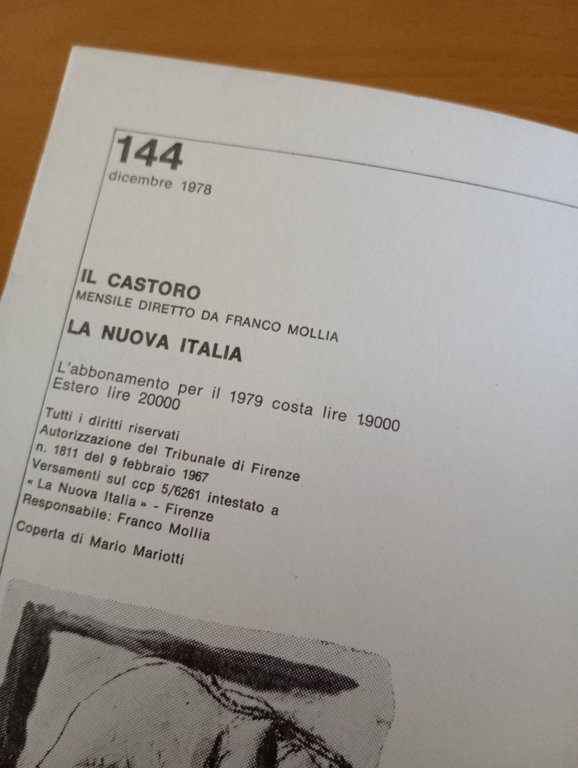 144
dicembre 1978
IL CASTORO
MENSILE DIRETTO DA FRANCO MOLLIA
LA NUOVA ITALIA
L'abbonamento per il 1979 costa lire 19000
Estero lire 20000
Tutti i diritti riservati
Autorizzazione del Tribunale di Firenze
n. 1811 del 9 febbraio 1967
Versamenti sul ccp 5/6261 intestato a
« La Nuova Italia » - Firenze
Responsabile: Franco Mollia
Coperta di Mario Mariotti